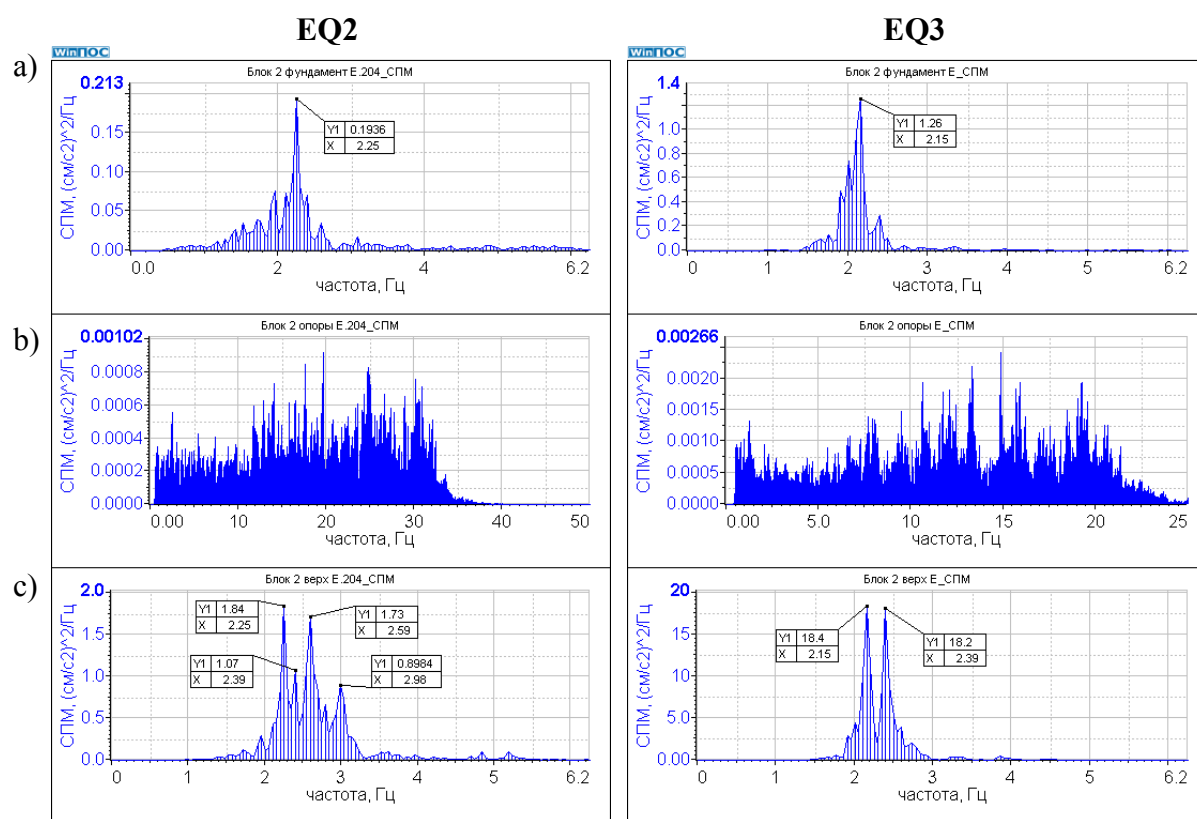 EQ2
EQ3
a)
WinПОС
Блок 2 фундамент E.204_СПМ
0.213
0.15
0.10
0.05
0.00
СПМ, (см/с2)^2/Гц
Y1 0.1936
X 2.25
0.0 2 4 6.2
частота, Гц
WinПОС
Блок 2 фундамент E_СПМ
1.4
1.0
0.8
0.6
0.4
0.2
0.0
СПМ, (см/с2)^2/Гц
Y1 1.26
X 2.15
0 1 2 3 4 5 6.2
частота, Гц
b)
Блок 2 опоры E.204_СПМ
0.00102
0.0008
0.0006
0.0004
0.0002
0.0000
СПМ, (см/с2)^2/Гц
0.00 10 20 30 40 50
частота, Гц
Блок 2 опоры E_СПМ
0.00266
0.0020
0.0015
0.0010
0.0005
0.0000
СПМ, (см/с2)^2/Гц
0.00 5.0 10 15 20 25
частота, Гц
c)
Блок 2 верх E.204_СПМ
2.0
1.5
1.0
0.5
0.0
СПМ, (см/с2)^2/Гц
Y1 1.84
X 2.25
Y1 1.73
X 2.59
Y1 1.07
X 2.39
Y1 0.8984
X 2.98
0 1 2 3 4 5 6.2
частота, Гц
Блок 2 верх E_СПМ
20
15
10
5
0
СПМ, (см/с2)^2/Гц
Y1 18.4
X 2.15
Y1 18.2
X 2.39
0 1 2 3 4 5 6.2
частота, Гц